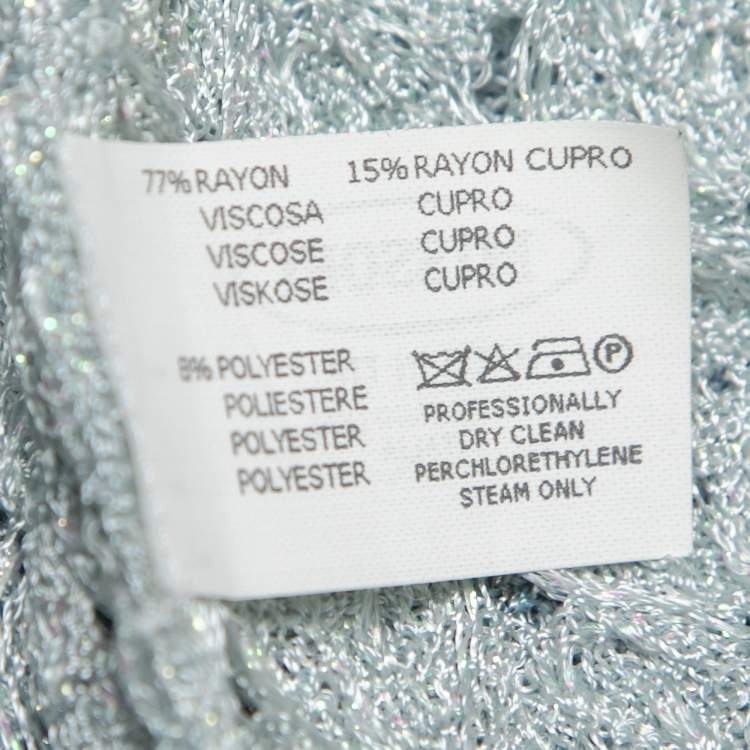 77% RAYON
VISCOSA
VISCOSE
VISKOSE
15% RAYON CUPRO
CUPRO
CUPRO
CUPRO
8% POLYESTER
POLIESTERE
POLYESTER
POLYESTER
P
PROFESSIONALLY
DRY CLEAN
PERCHLORETHYLENE
STEAM ONLY